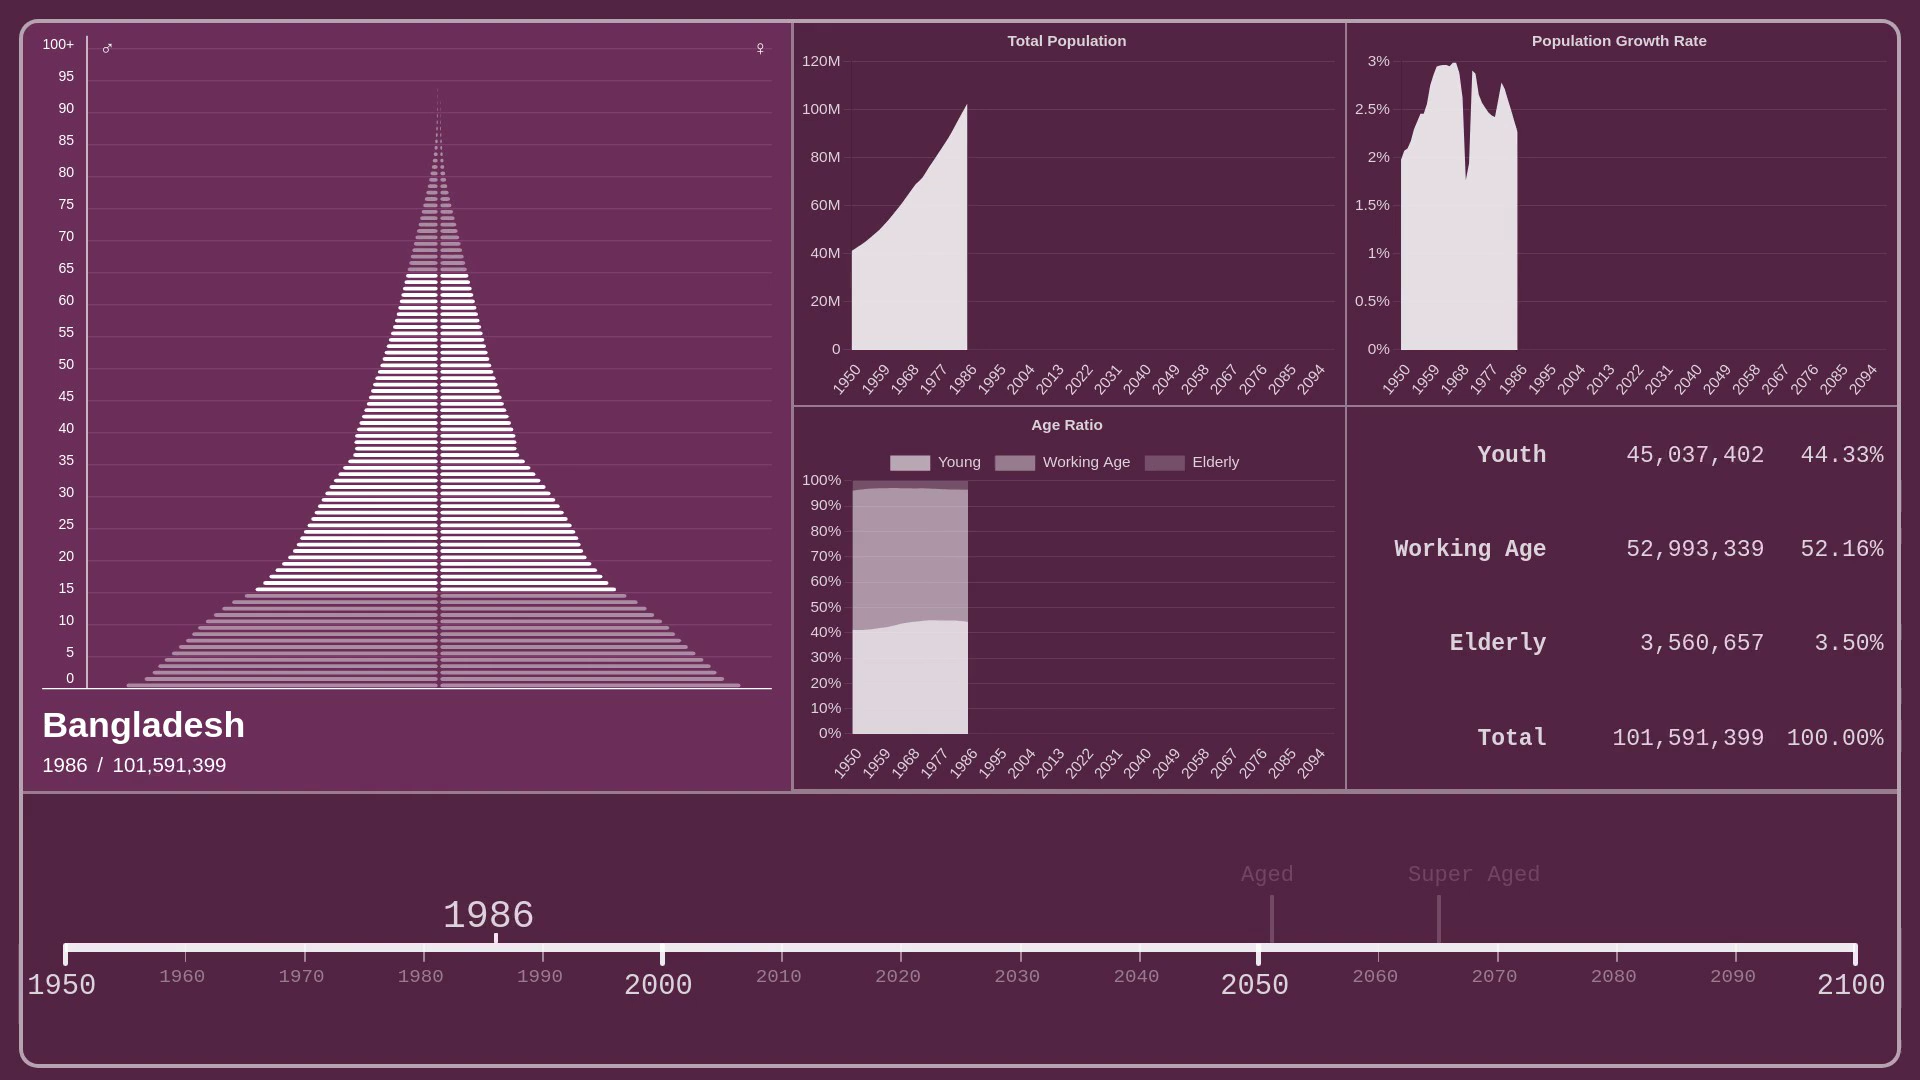 100+
♂
♀
95
90
85
80
75
70
65
60
55
50
45
40
35
30
25
20
15
10
5
0
Bangladesh
1986 / 101,591,399
Total Population
120M
100M
80M
60M
40M
20M
0
1950 1959 1968 1977 1986 1995 2004 2013 2022 2031 2040 2049 2058 2067 2076 2085 2094
Population Growth Rate
3%
2.5%
2%
1.5%
1%
0.5%
0%
1950 1959 1968 1977 1986 1995 2004 2013 2022 2031 2040 2049 2058 2067 2076 2085 2094
Age Ratio
Young Working Age Elderly
100%
90%
80%
70%
60%
50%
40%
30%
20%
10%
0%
1950 1959 1968 1977 1986 1995 2004 2013 2022 2031 2040 2049 2058 2067 2076 2085 2094
Youth 45,037,402 44.33%
Working Age 52,993,339 52.16%
Elderly 3,560,657 3.50%
Total 101,591,399 100.00%
Aged Super Aged
1986
1950 1960 1970 1980 1990 2000 2010 2020 2030 2040 2050 2060 2070 2080 2090 2100